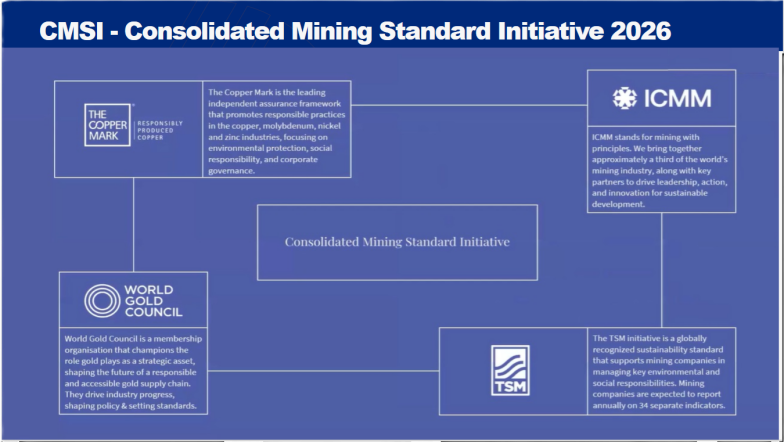 CMSI - Consolidated Mining Standard Initiative 2026
THE
COPPER
MARK
RESPONSIBLY
PRODUCED
COPPER
The Copper Mark is the leading
independent assurance framework
that promotes responsible practices
in the copper, molybdenum, nickel
and zinc industries, focusing on
environmental protection, social
responsibility, and corporate
governance.
ICMM
ICMM stands for mining with
principles. We bring together
approximately a third of the world's
mining industry, along with key
partners to drive leadership, action,
and innovation for sustainable
development.
Consolidated Mining Standard Initiative
WORLD
GOLD
COUNCIL
World Gold Council is a membership
organisation that champions the
role gold plays as a strategic asset,
shaping the future of a responsible
and accessible gold supply chain.
They drive industry progress,
shaping policy & setting standards.
TSM
The TSM initiative is a globally
recognized sustainability standard
that supports mining companies in
managing key environmental and
social responsibilities. Mining
companies are expected to report
annually on 34 separate indicators.